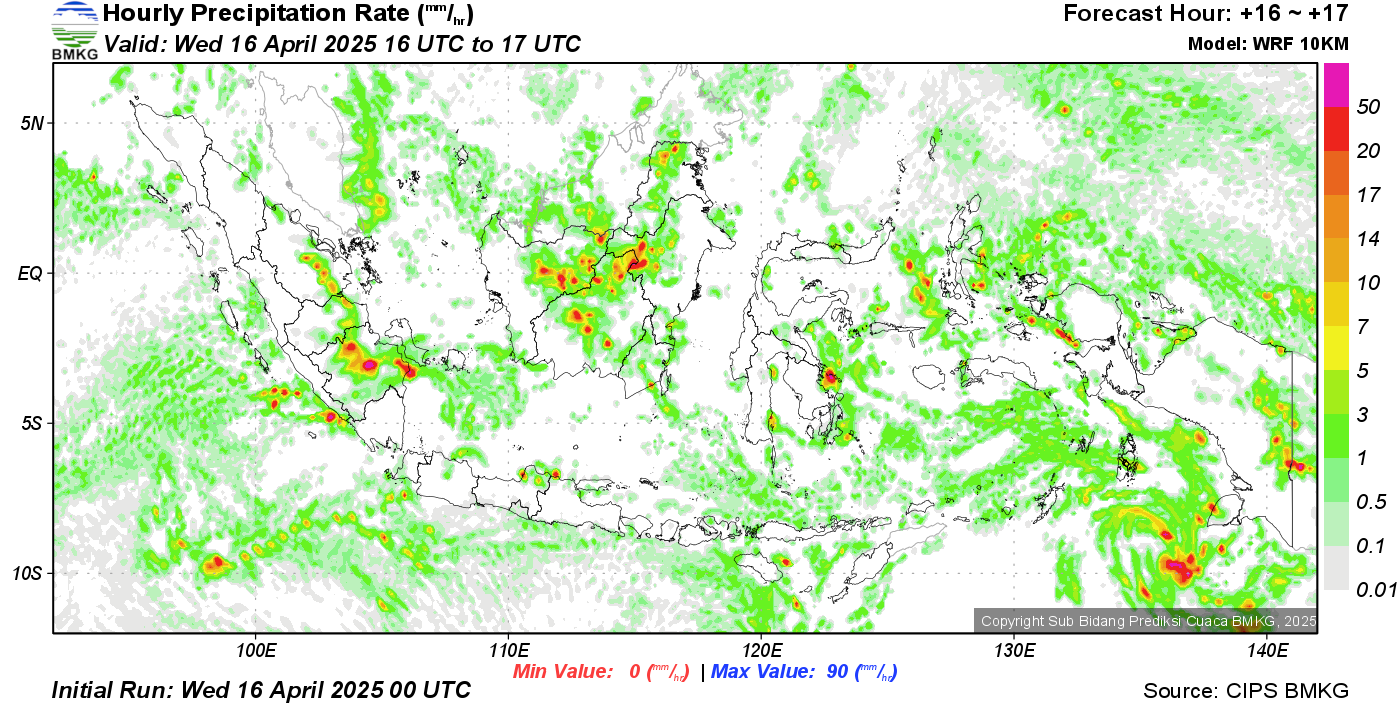 Hourly Precipitation Rate (mm/hr)
Forecast Hour: +16 ~ +17
BMKG
Valid: Wed 16 April 2025 16 UTC to 17 UTC
Model: WRF 10KM
5N
EQ
5S
10S
50
20
17
14
10
7
5
3
1
0.5
0.1
0.01
Copyright Sub Bidang Prediksi Cuaca BMKG, 2025
100E 110E 120E 130E 140E
Min Value: 0 (mm/hr) | Max Value: 90 (mm/hr)
Initial Run: Wed 16 April 2025 00 UTC
Source: CIPS BMKG